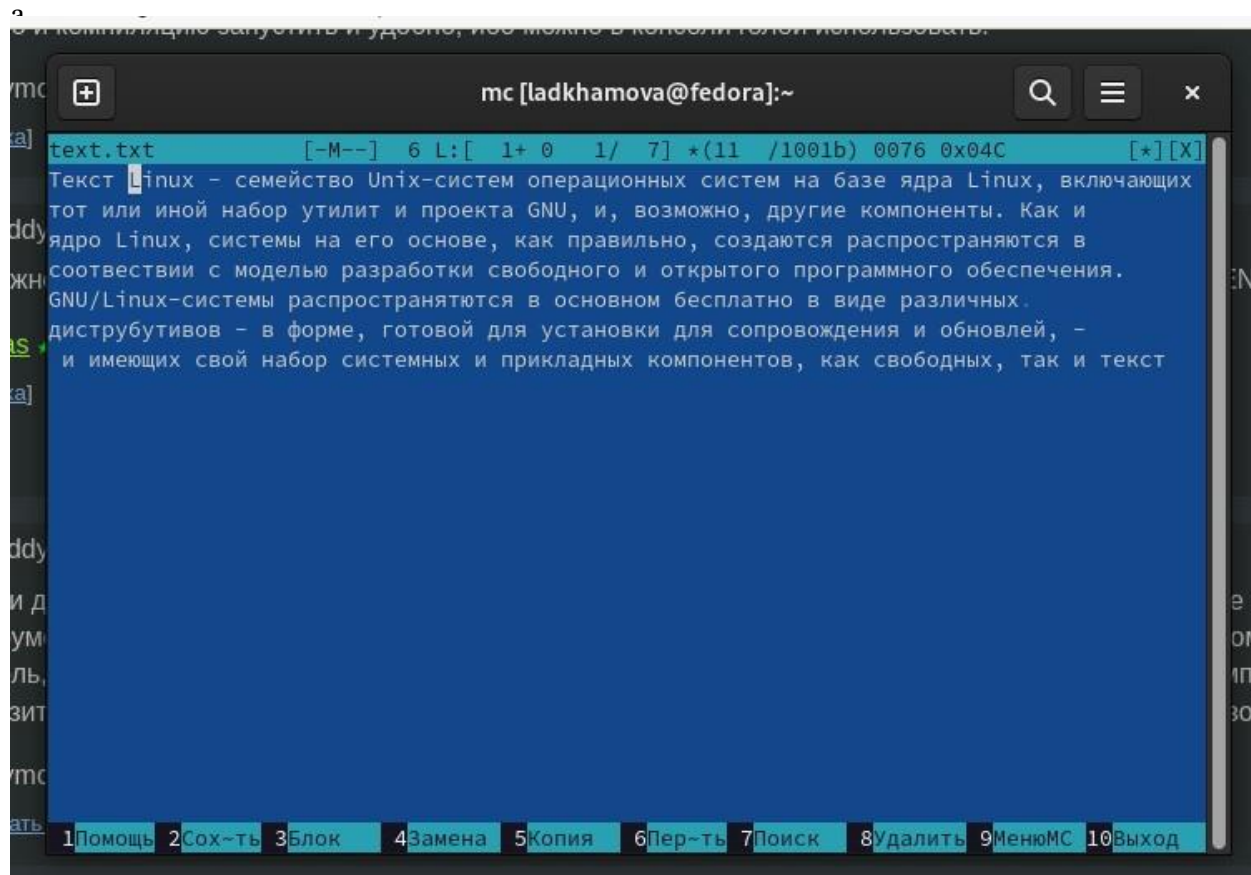 а
mc [ladkhamova@fedora]:~
text.txt [-M--] 6 L:[ 1+ 0 1/ 7] *(11 /1001b) 0076 0x04C [*][X]
Текст Linux - семейство Unix-систем операционных систем на базе ядра Linux, включающих
тот или иной набор утилит и проекта GNU, и, возможно, другие компоненты. Как и
ядро Linux, системы на его основе, как правильно, создаются распространяются в
соотвествии с моделью разработки свободного и открытого программного обеспечения.
GNU/Linux-системы распространятются в основном бесплатно в виде различных.
диструбутивов - в форме, готовой для установки для сопровождения и обновлей, -
и имеющих свой набор системных и прикладных компонентов, как свободных, так и текст
1Помощь 2Сох~ть 3Блок 4Замена 5Копия 6Пер~ть 7Поиск 8Удалить 9МенюМС 10Выход